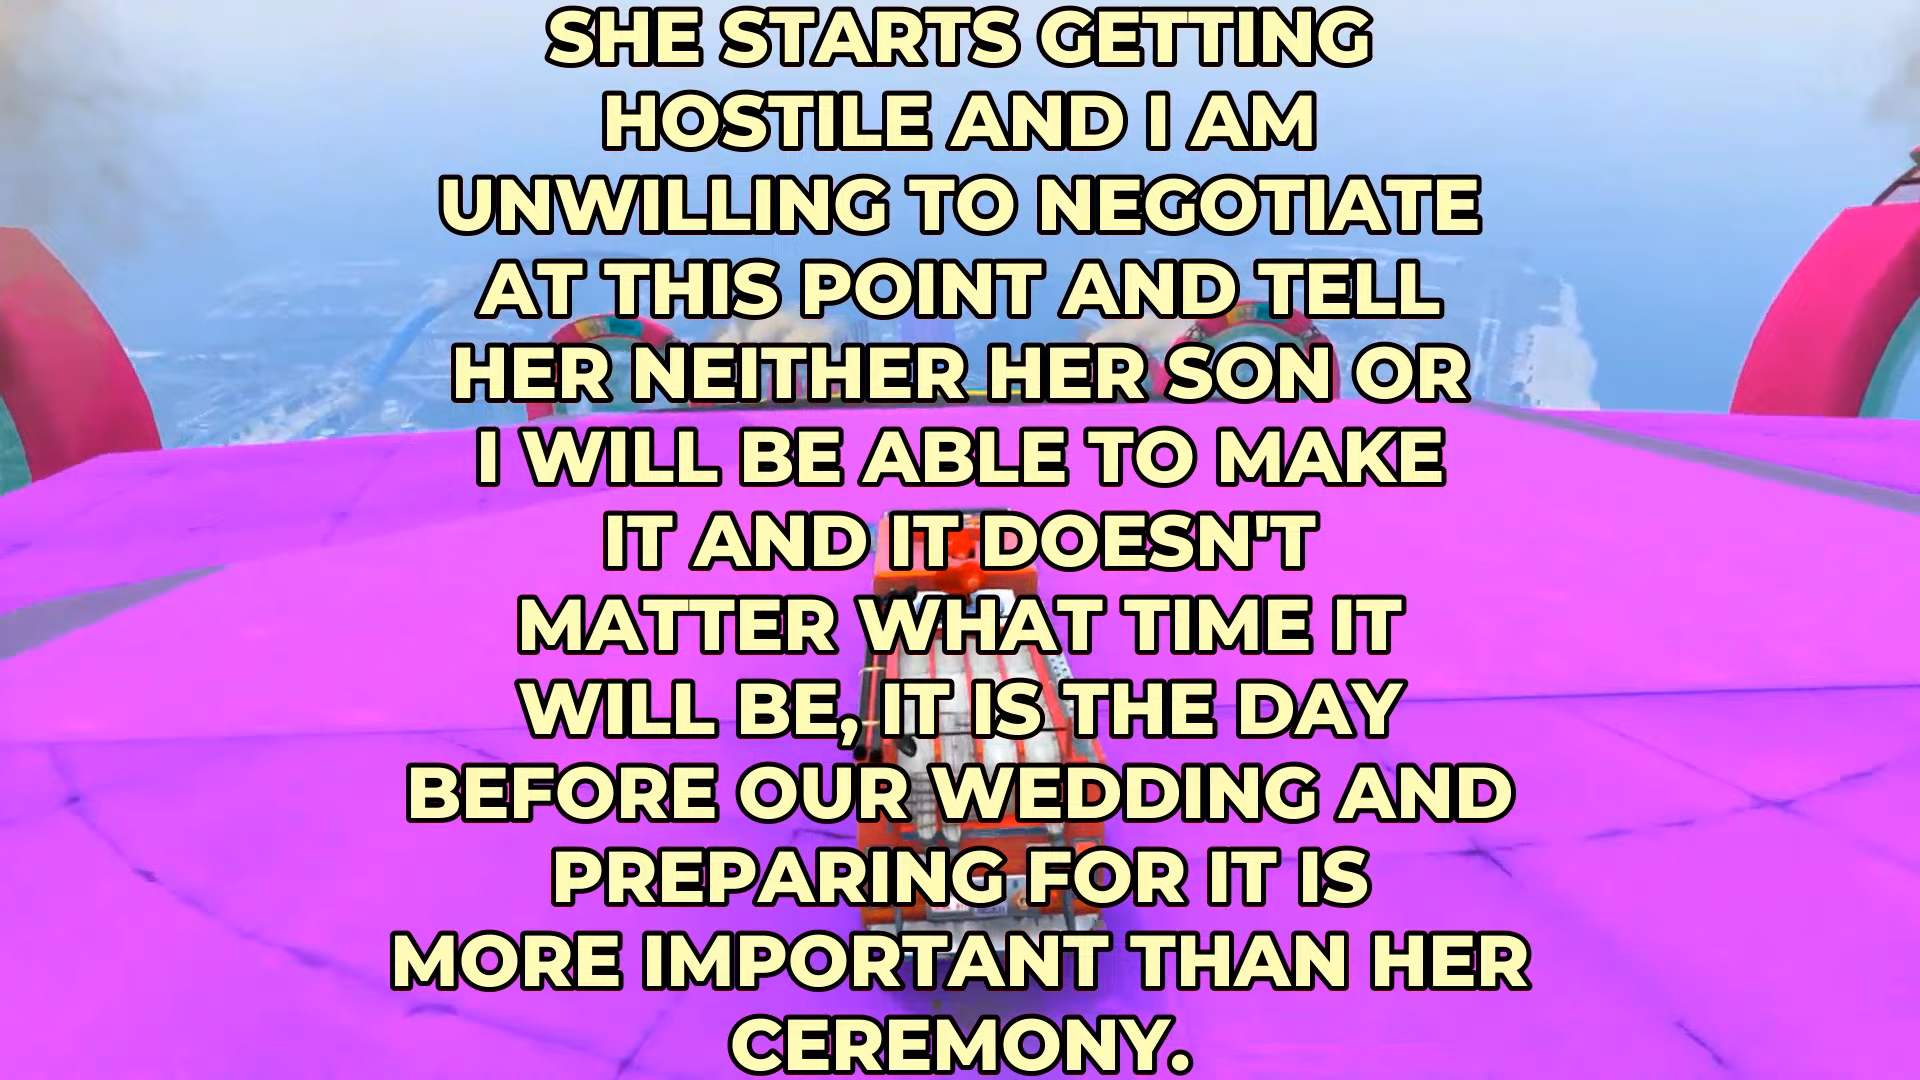 SHE STARTS GETTING
HOSTILE AND I AM
UNWILLING TO NEGOTIATE
AT THIS POINT AND TELL
HER NEITHER HER SON OR
I WILL BE ABLE TO MAKE
IT AND IT DOESN'T
MATTER WHAT TIME IT
WILL BE, IT IS THE DAY
BEFORE OUR WEDDING AND
PREPARING FOR IT IS
MORE IMPORTANT THAN HER
CEREMONY.